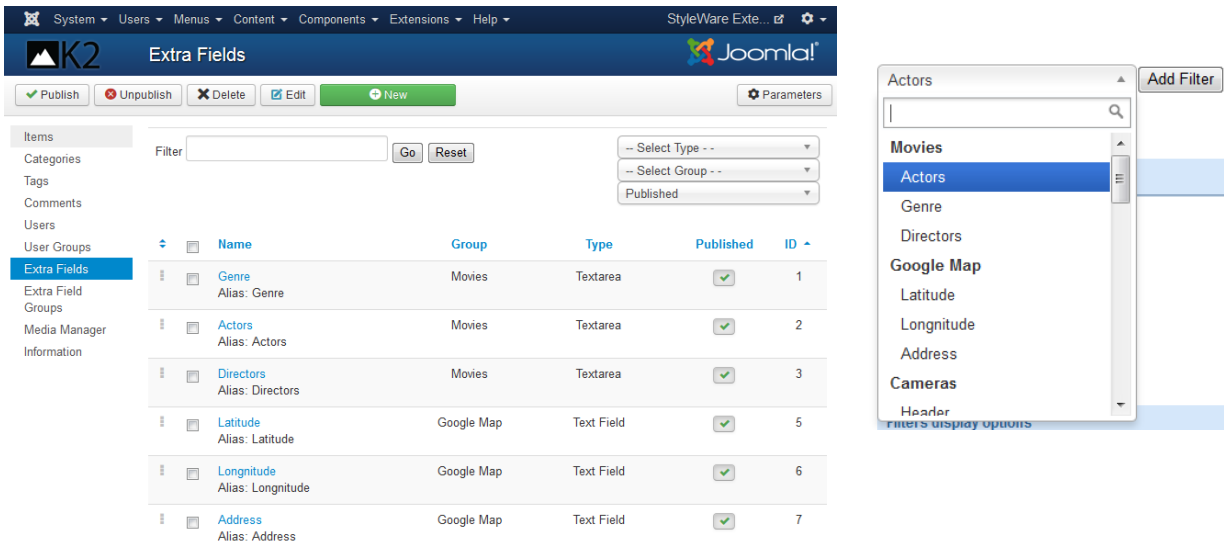 System Users Menus Content Components Extensions Help StyleWare Exte...
K2 Extra Fields Joomla!
Publish Unpublish Delete Edit New Parameters
Items
Categories
Tags
Comments
Users
User Groups
Extra Fields
Extra Field
Groups
Media Manager
Information
Filter Go Reset
-- Select Type - -
-- Select Group - -
Published
Name Group Type Published ID
Genre Movies Textarea 1
Alias: Genre
Actors Movies Textarea 2
Alias: Actors
Directors Movies Textarea 3
Alias: Directors
Latitude Google Map Text Field 5
Alias: Latitude
Longnitude Google Map Text Field 6
Alias: Longnitude
Address Google Map Text Field 7
Alias: Address
Actors Add Filter
Movies
Actors
Genre
Directors
Google Map
Latitude
Longnitude
Address
Cameras
Header
Filters display options